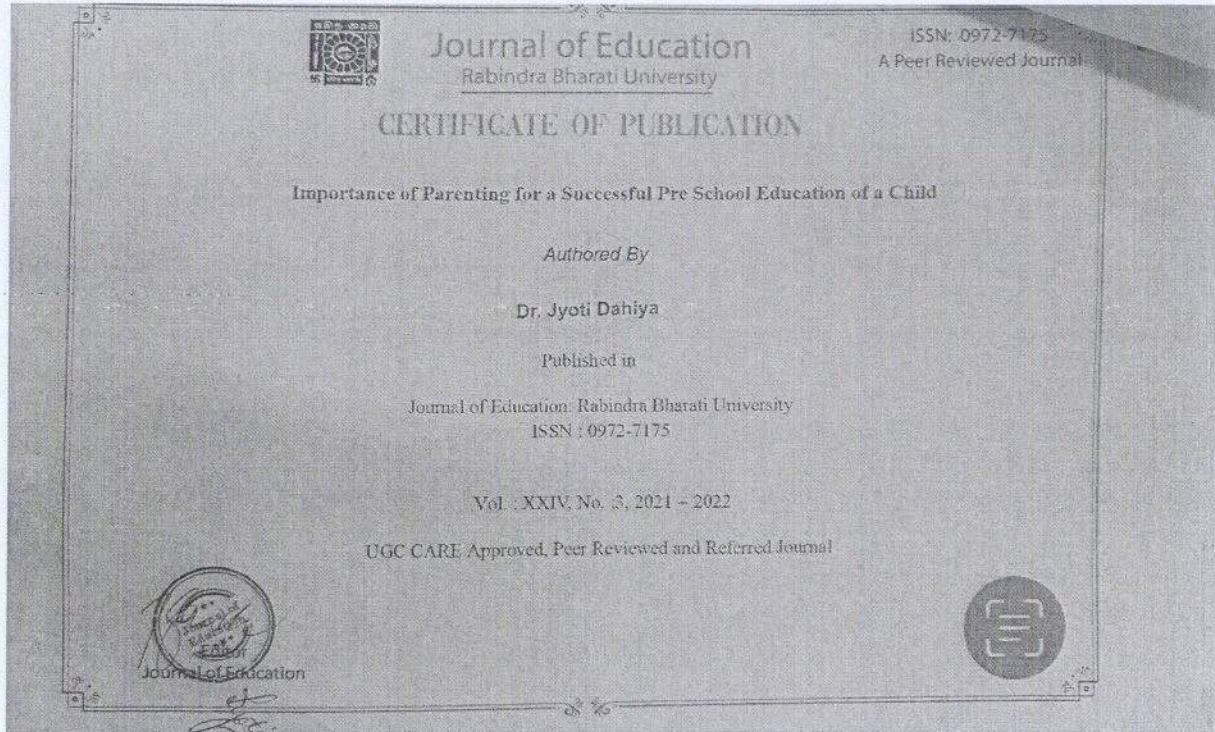 Journal of Education
Rabindra Bharati University
ISSN: 0972-7175
A Peer Reviewed Journal
CERTIFICATE OF PUBLICATION
Importance of Parenting for a Successful Pre School Education of a Child
Authored By
Dr. Jyoti Dahiya
Published in
Journal of Education: Rabindra Bharati University
ISSN : 0972-7175
Vol. : XXIV, No. :3, 2021 – 2022
UGC CARE Approved, Peer Reviewed and Referred Journal
Journal of
Education
Editor
Journal of Education